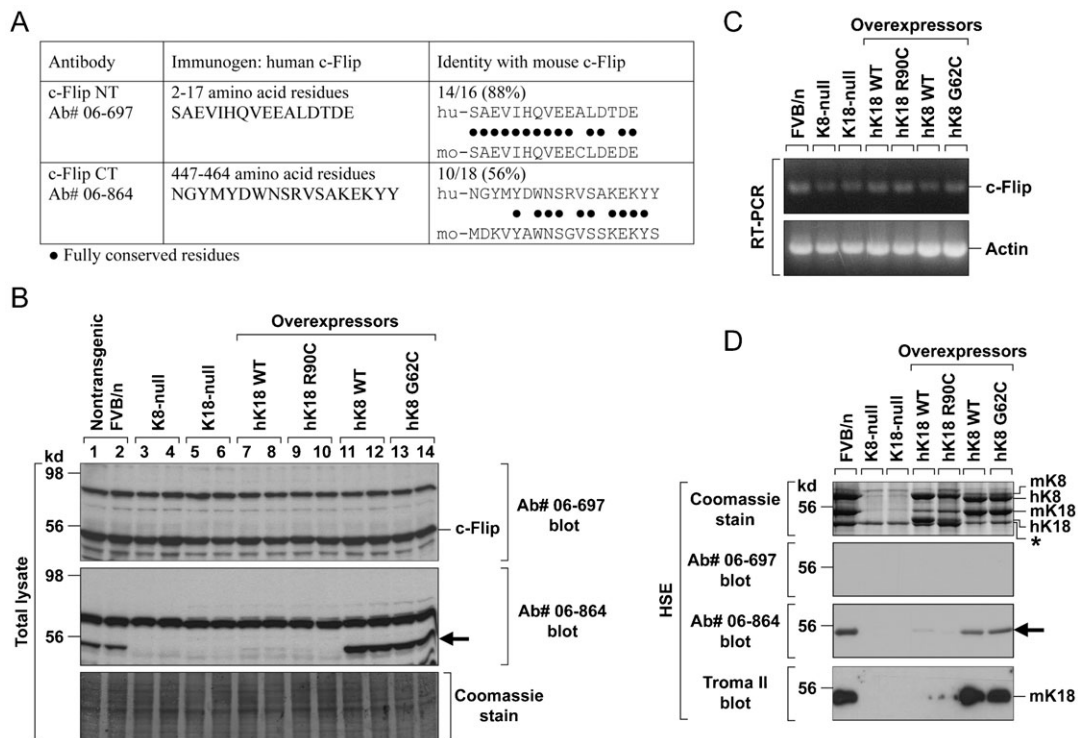 A
Antibody Immunogen: human c-Flip Identity with mouse c-Flip
c-Flip NT 2-17 amino acid residues 14/16 (88%)
Ab# 06-697 SAEVIHQVEEALDTDE hu-SAEVIHQVEEALDTDE
mo-SAEVIHQVEECLDEDE
c-Flip CT 447-464 amino acid residues 10/18 (56%)
Ab# 06-864 NGYMYDWNSRVSAKEKYY hu-NGYMYDWNSRVSAKEKYY
mo-MDKVYAWNSGVSSKEKYS
● Fully conserved residues
B
Overexpressors
Nontransgenic
FVB/n
K8-null
K18-null
hK18 WT
hK18 R90C
hK8 WT
hK8 G62C
1 2 3 4 5 6 7 8 9 10 11 12 13 14
kd
98
56
c-Flip
Ab# 06-697
blot
98
56
Ab# 06-864
blot
Total lysate
Coomassie
stain
C
Overexpressors
FVB/n
K8-null
K18-null
hK18 WT
hK18 R90C
hK8 WT
hK8 G62C
RT-PCR
c-Flip
Actin
D
Overexpressors
FVB/n
K8-null
K18-null
hK18 WT
hK18 R90C
hK8 WT
hK8 G62C
HSE
Coomassie
stain
kd
56
mK8
hK8
mK18
hK18
*
Ab# 06-697
blot
56
Ab# 06-864
blot
56
Troma II
blot
56
mK18